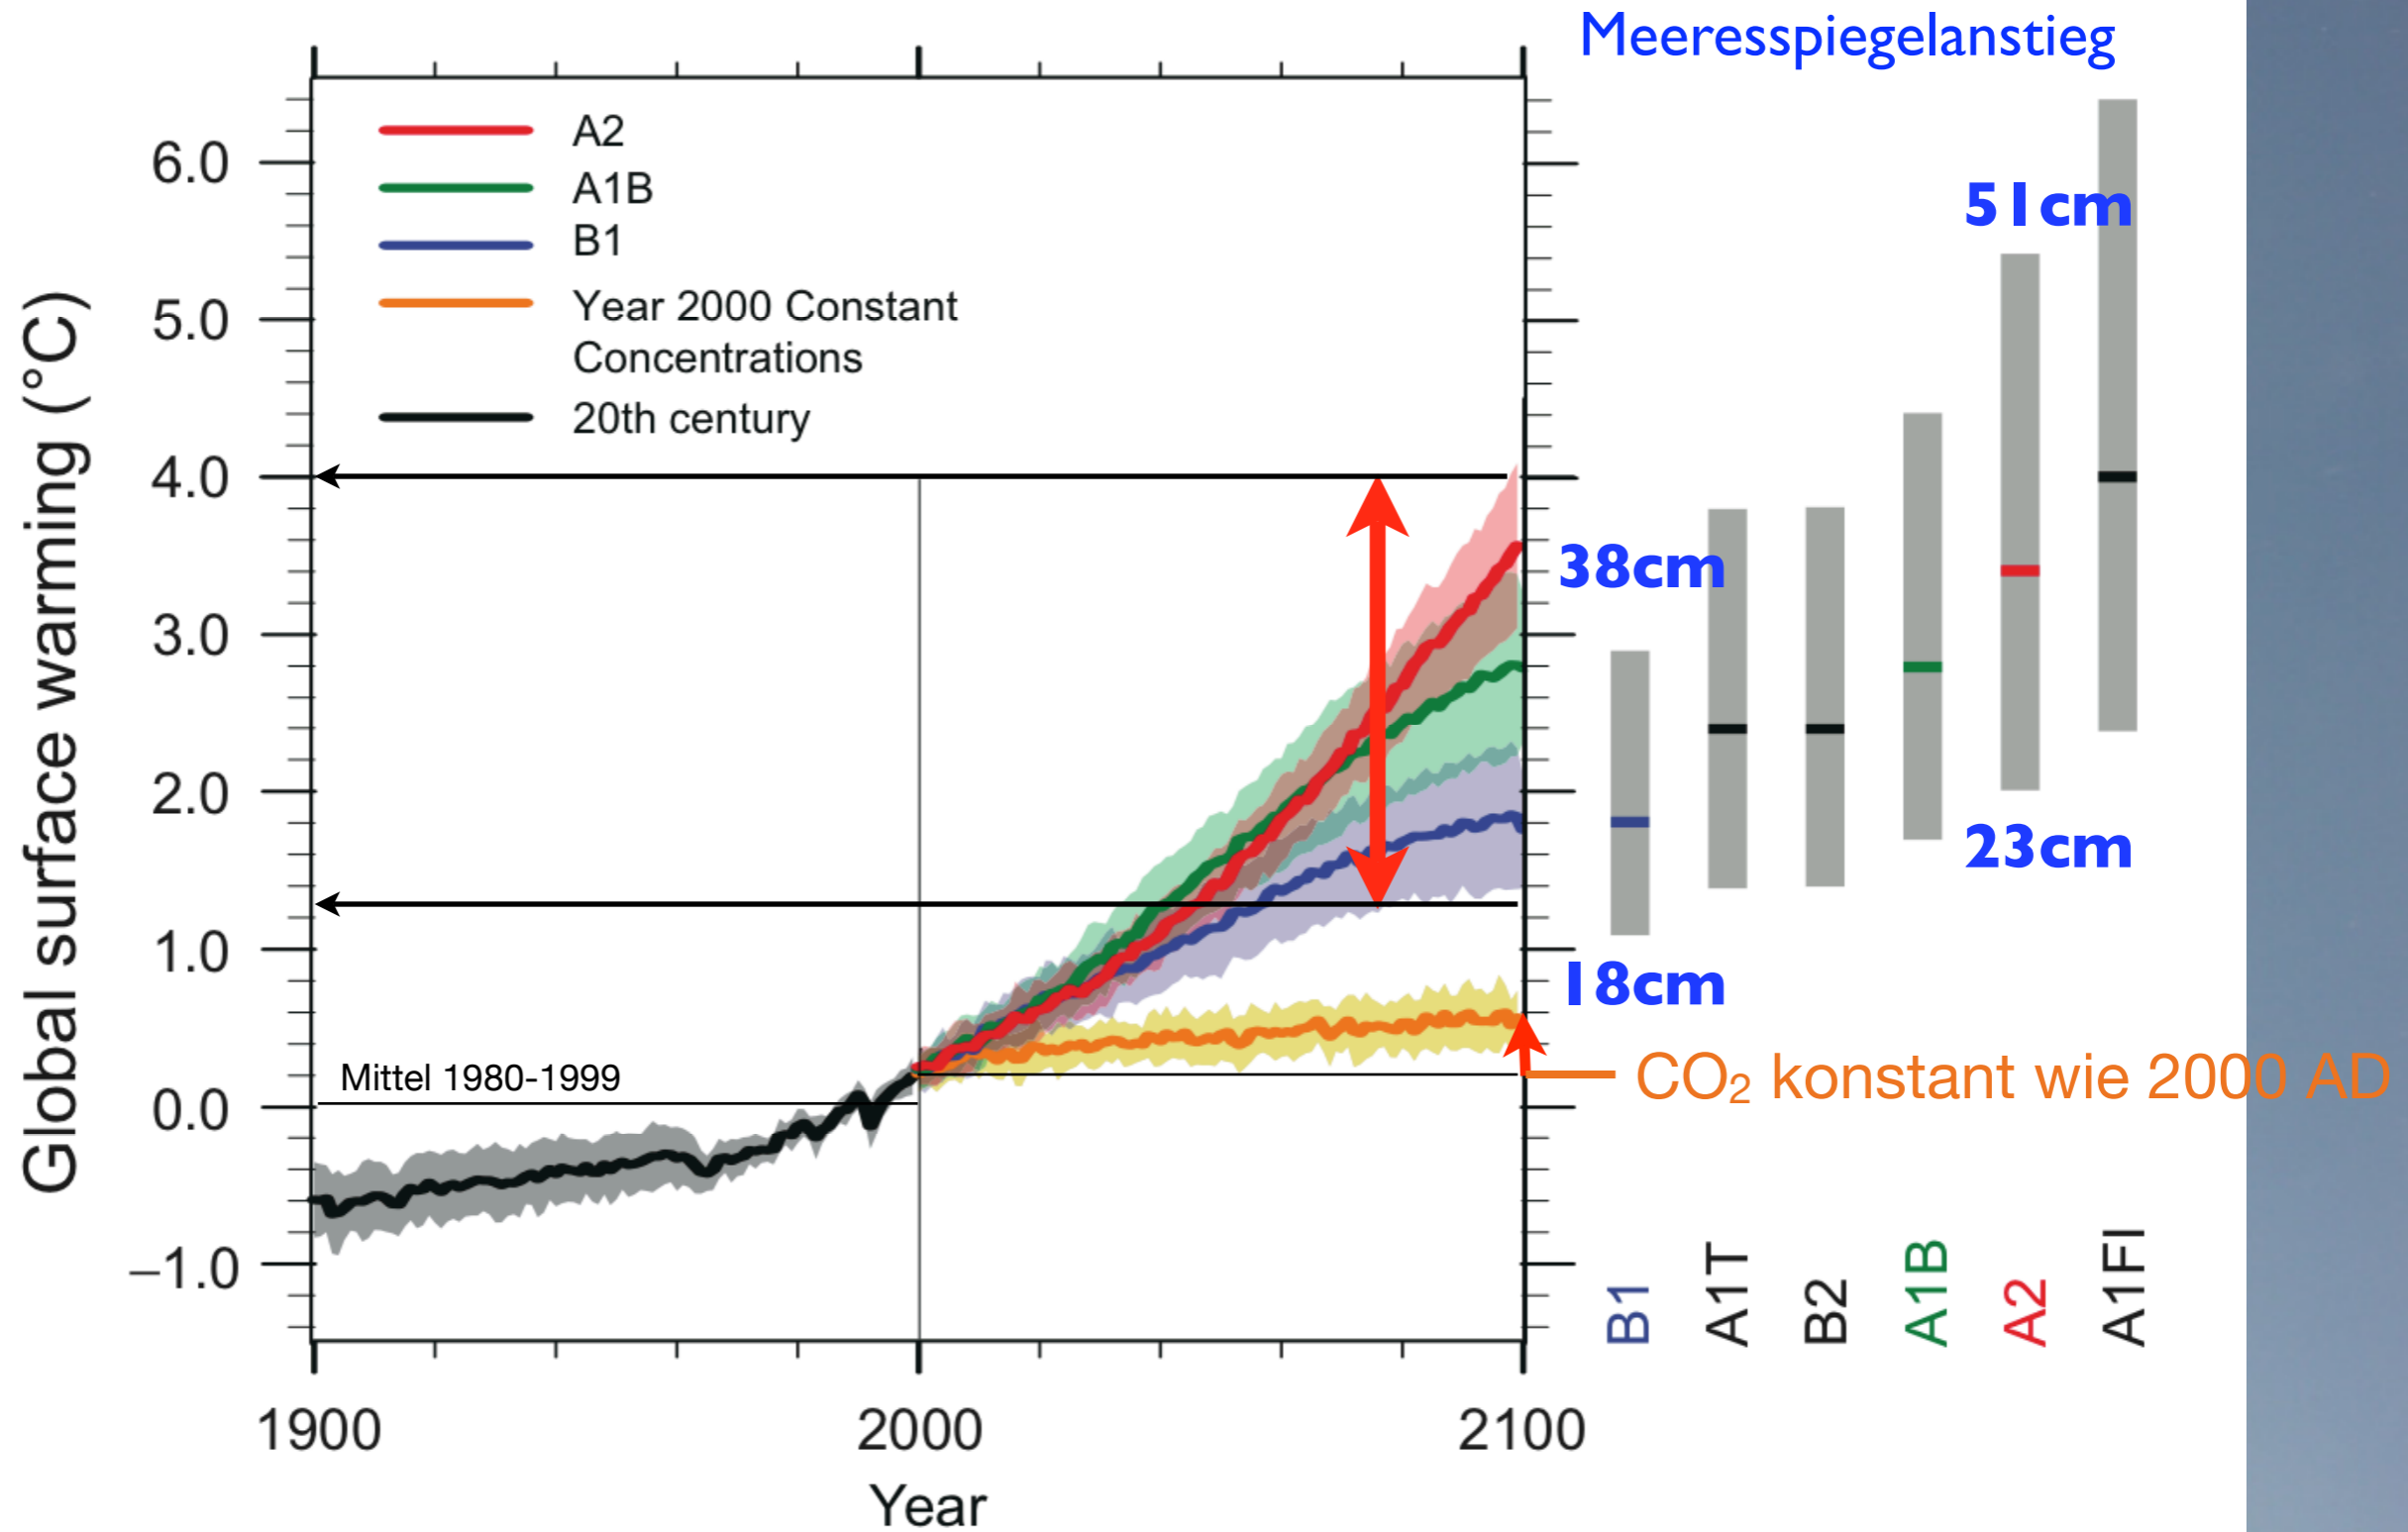 Meeresspiegelanstieg
A2
A1B
B1
Year 2000 Constant
Concentrations
20th century
Global surface warming (°C)
6.0
5.0
4.0
3.0
2.0
1.0
0.0
–1.0
Mittel 1980-1999
51cm
38cm
23cm
18cm
CO₂ konstant wie 2000 AD
B1
A1T
B2
A1B
A2
A1FI
1900
2000
2100
Year